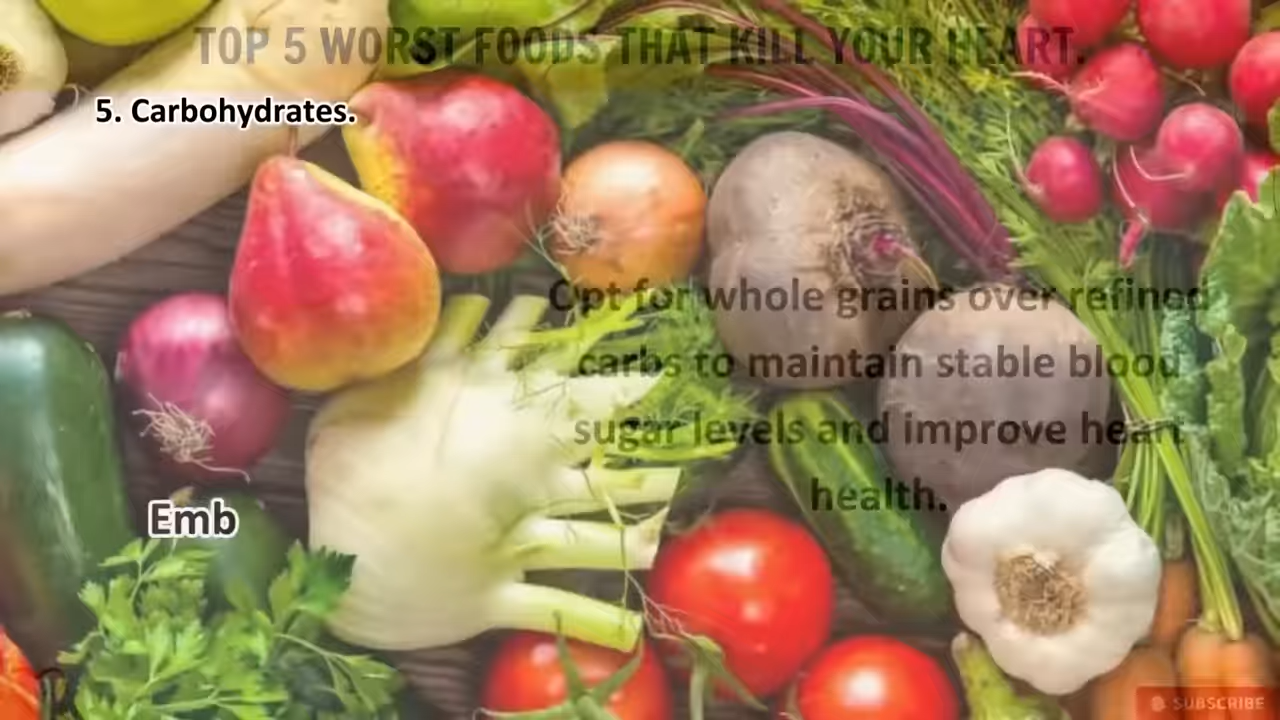 TOP 5 WORST FOODS THAT KILL YOUR HEART.
5. Carbohydrates.
Opt for whole grains over refined
carbs to maintain stable blood
sugar levels and improve heart
health.
Emb
SUBSCRIBE